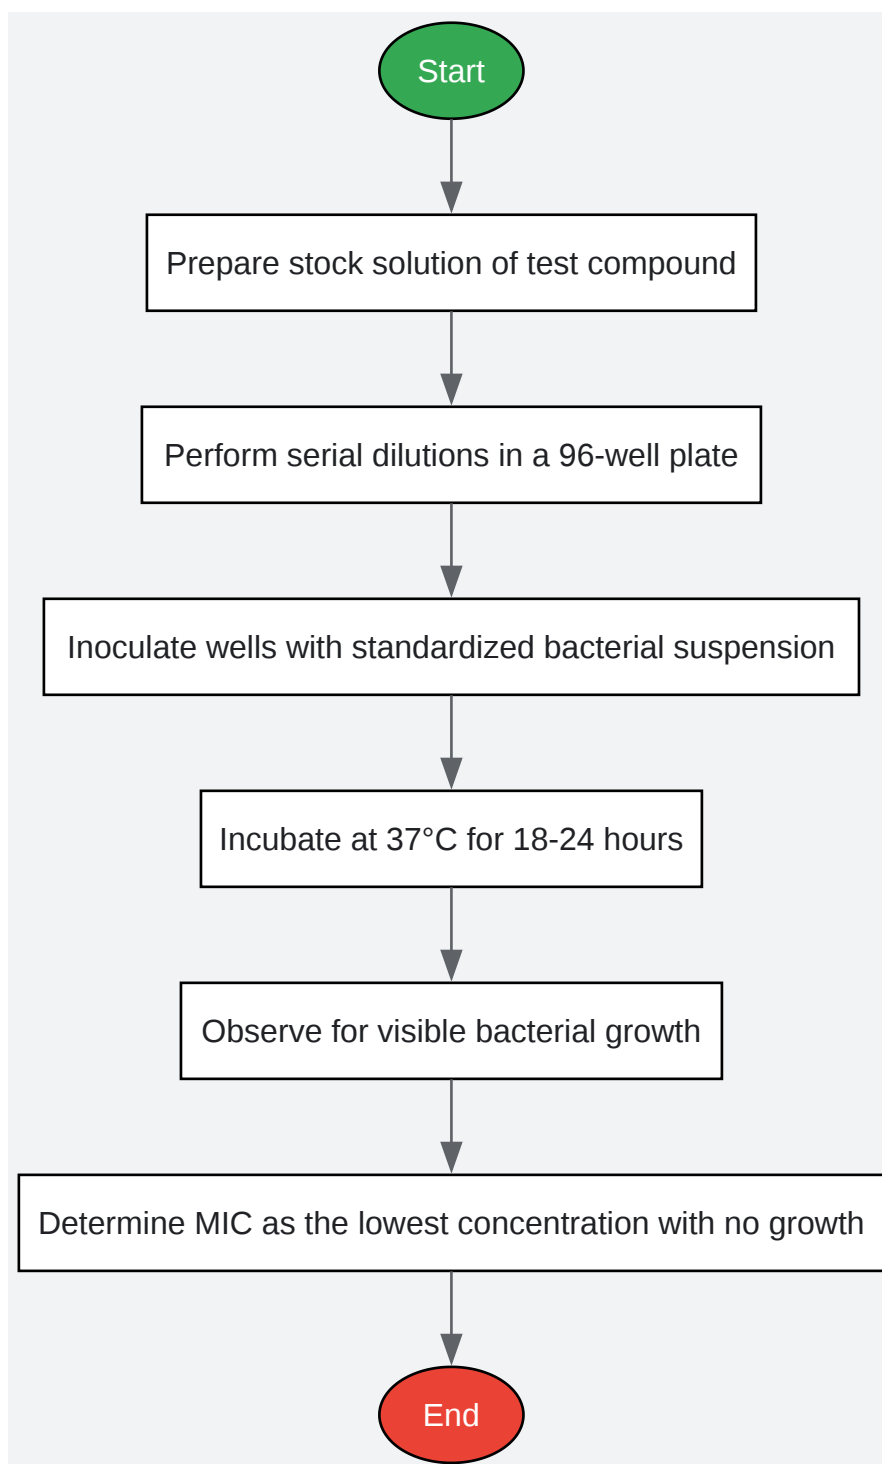 Start
Prepare stock solution of test compound
Perform serial dilutions in a 96-well plate
Inoculate wells with standardized bacterial suspension
Incubate at 37°C for 18-24 hours
Observe for visible bacterial growth
Determine MIC as the lowest concentration with no growth
End